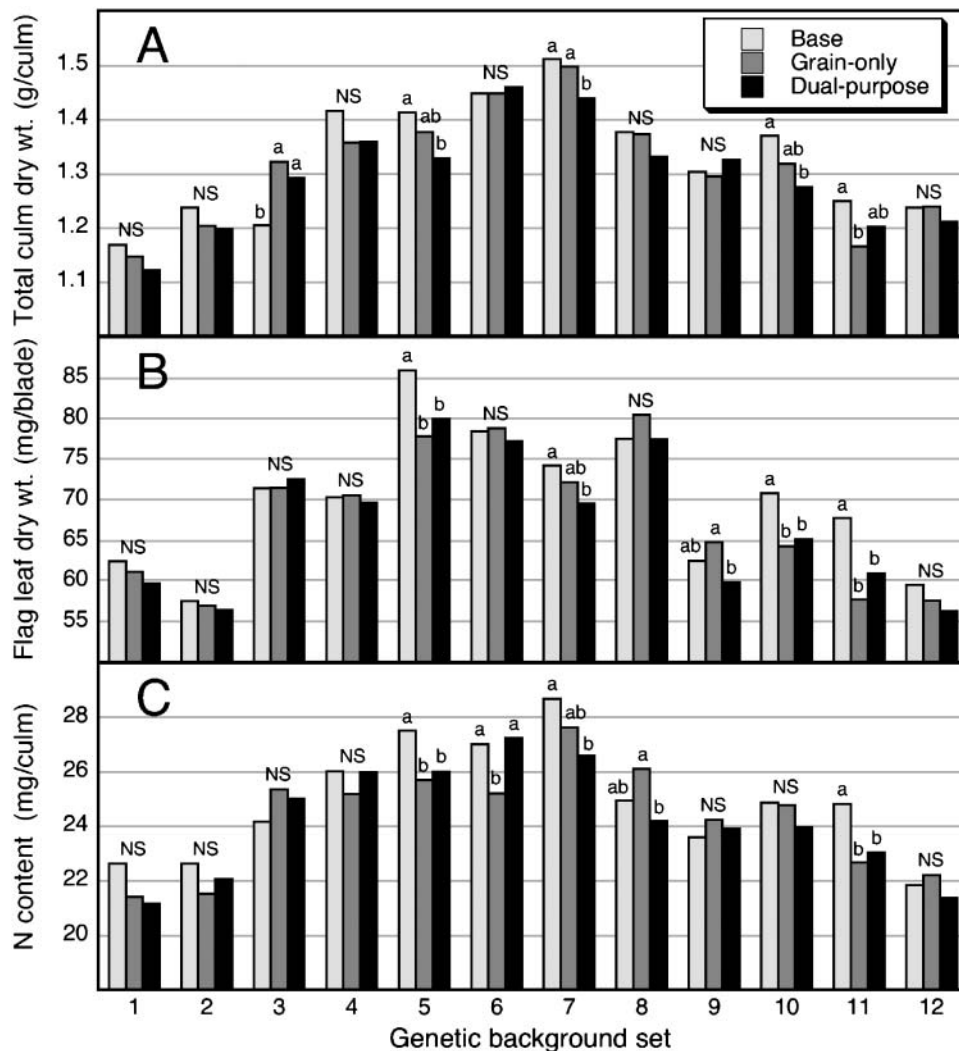 A
Base
Grain-only
Dual-purpose
Total culm dry wt. (g/culm)
1.5
1.4
1.3
1.2
1.1
NS
NS
b a a
NS
a ab b
NS
a a b
NS
NS
a ab b
a b ab
NS
B
Flag leaf dry wt. (mg/blade)
85
80
75
70
65
60
55
NS
NS
NS
NS
a b b
NS
a ab b
NS
ab a b
a b b
a b b
NS
C
N content (mg/culm)
28
26
24
22
20
NS
NS
NS
NS
a b b
a b a
a ab b
ab a b
NS
NS
a b b
NS
1 2 3 4 5 6 7 8 9 10 11 12
Genetic background set